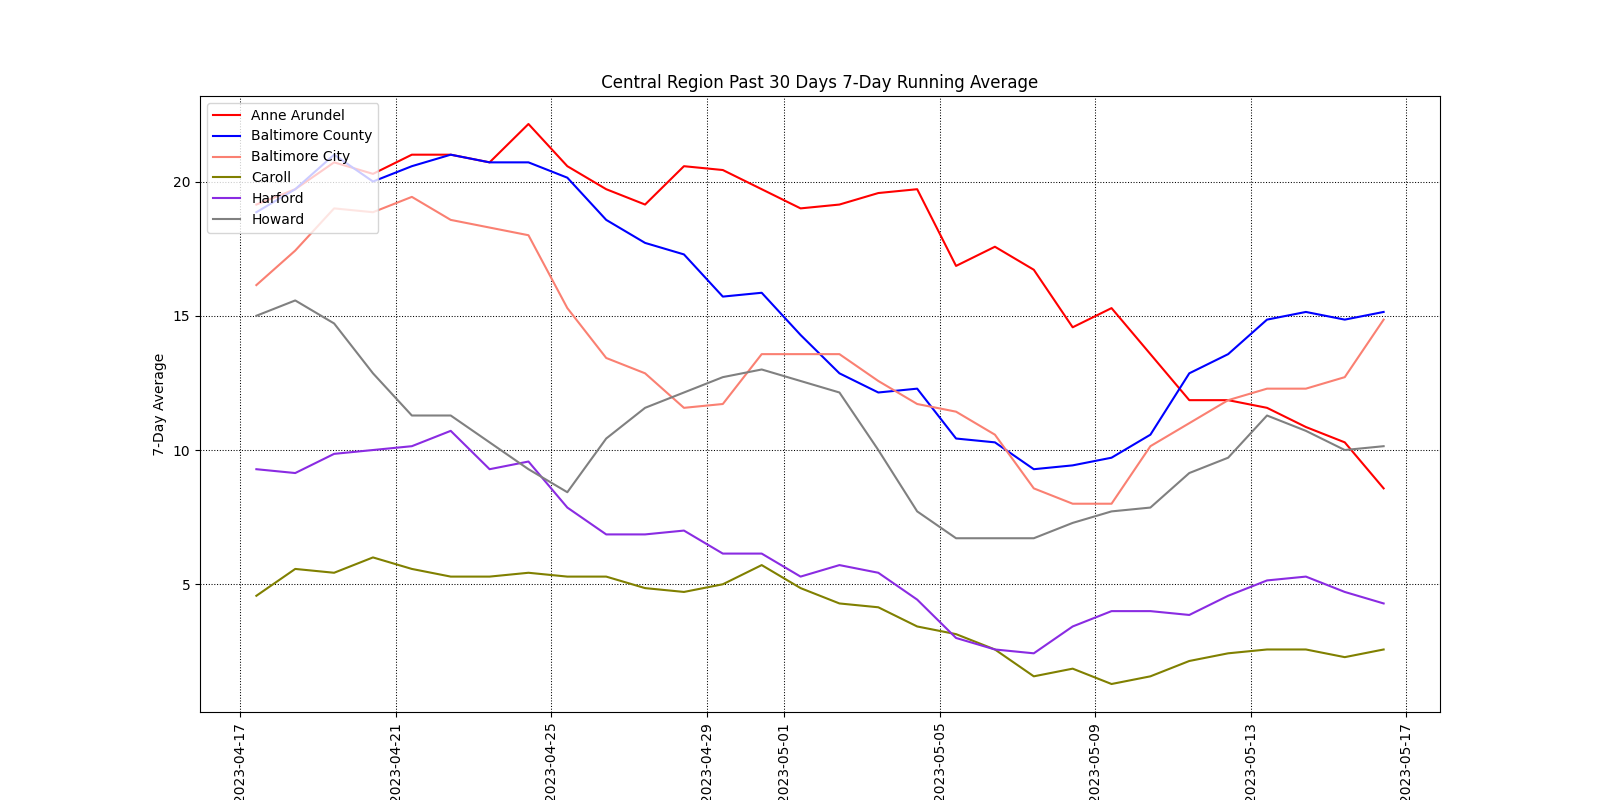 Central Region Past 30 Days 7-Day Running Average
Anne Arundel
Baltimore County
Baltimore City
Caroll
Harford
Howard
7-Day Average
20
15
10
5
2023-04-17
2023-04-21
2023-04-25
2023-04-29
2023-05-01
2023-05-05
2023-05-09
2023-05-13
2023-05-17